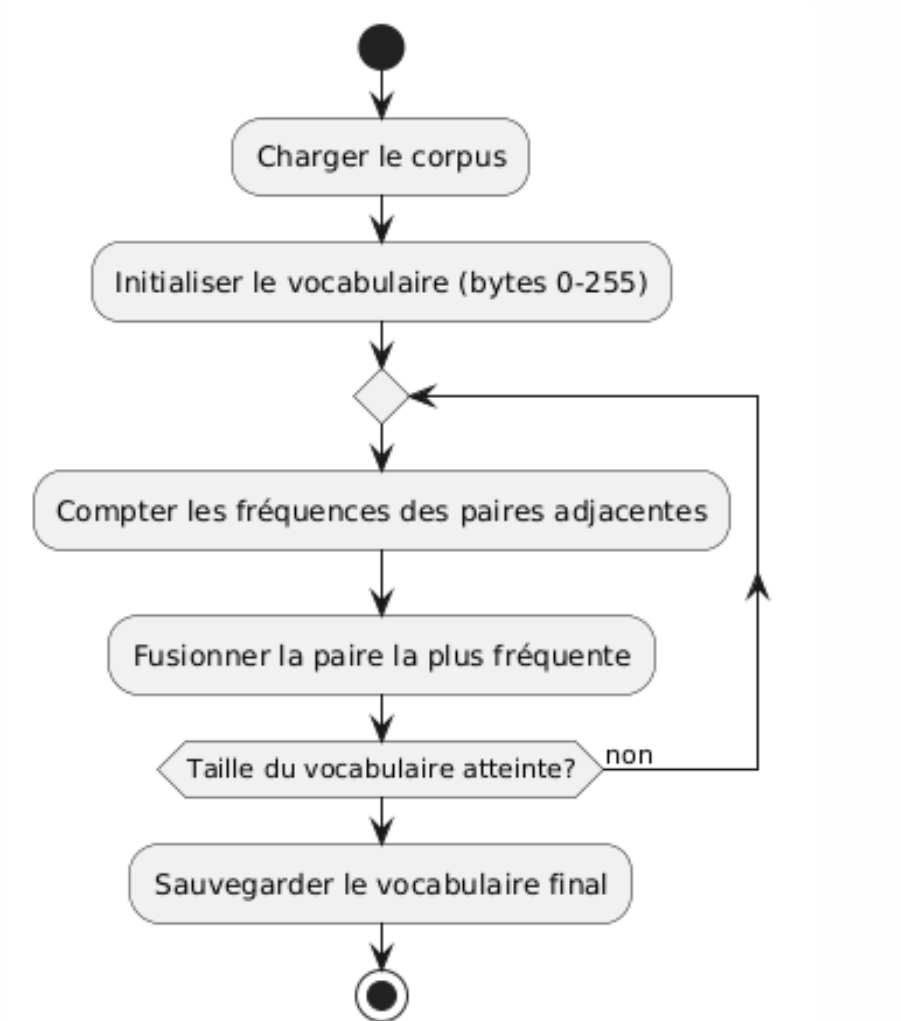 Charger le corpus
Initialiser le vocabulaire (bytes 0-255)
Compter les fréquences des paires adjacentes
Fusionner la paire la plus fréquente
Taille du vocabulaire atteinte?
non
Sauvegarder le vocabulaire final